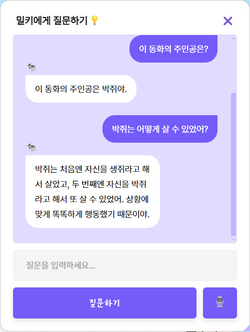 밀키에게 질문하기💡
×
이 동화의 주인공은?
이 동화의 주인공은 박쥐야.
박쥐는 어떻게 살 수 있었어?
박쥐는 처음엔 자신을 생쥐라고 해
서 살았고, 두 번째엔 자신을 박쥐
라고 해서 또 살 수 있었어. 상황에
맞게 똑똑하게 행동했기 때문이야.
질문을 입력하세요...
질문하기